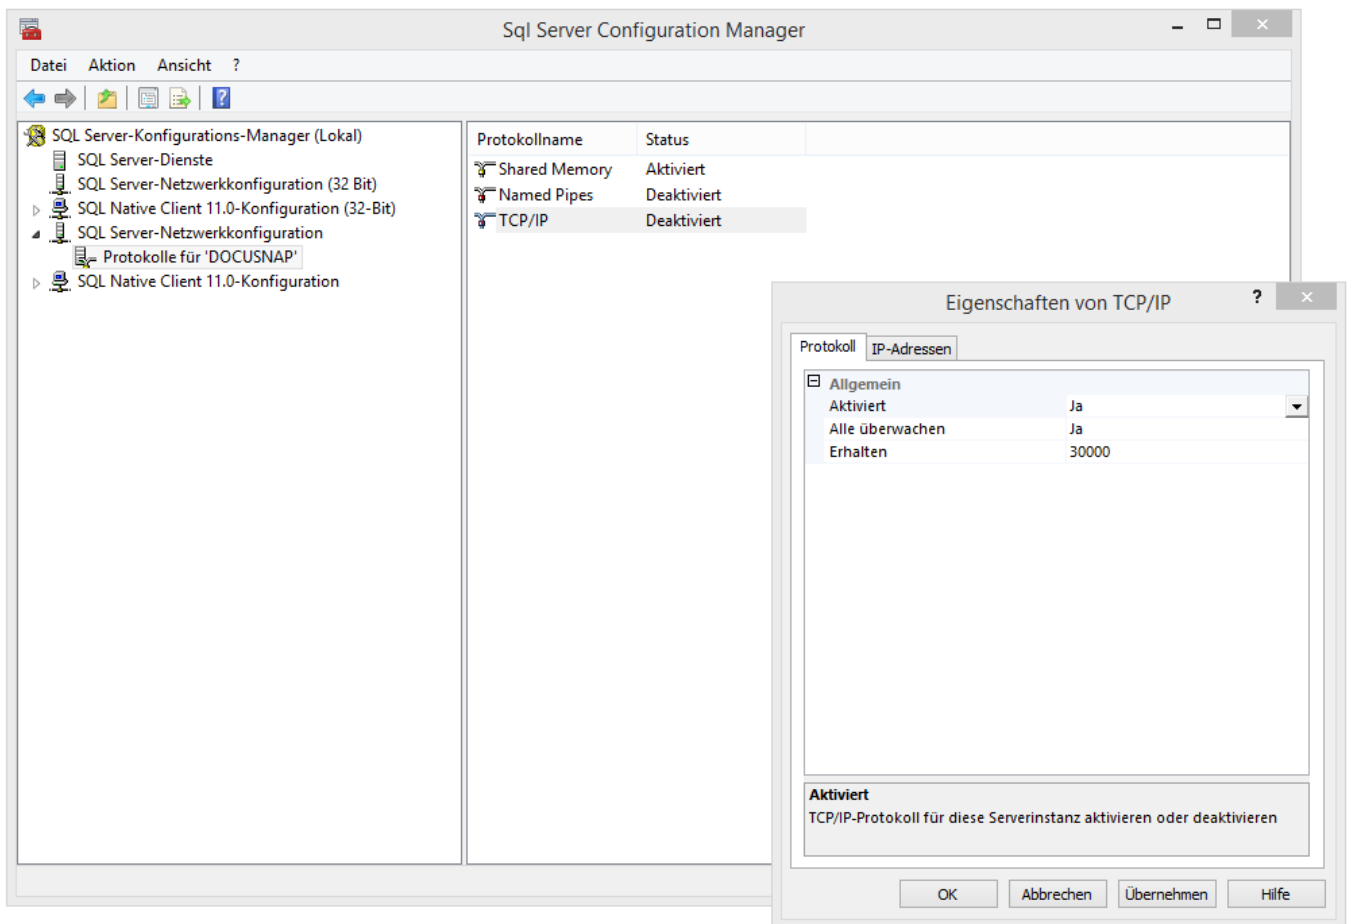 Sql Server Configuration Manager
Datei Aktion Ansicht ?
SQL Server-Konfigurations-Manager (Lokal)
SQL Server-Dienste
SQL Server-Netzwerkkonfiguration (32 Bit)
SQL Native Client 11.0-Konfiguration (32-Bit)
SQL Server-Netzwerkkonfiguration
Protokolle für 'DOCUSNAP'
SQL Native Client 11.0-Konfiguration
Protokollname Status
Shared Memory Aktiviert
Named Pipes Deaktiviert
TCP/IP Deaktiviert
Eigenschaften von TCP/IP ?
Protokoll IP-Adressen
Allgemein
Aktiviert Ja
Alle überwachen Ja
Erhalten 30000
Aktiviert
TCP/IP-Protokoll für diese Serverinstanz aktivieren oder deaktivieren
OK Abbrechen Übernehmen Hilfe